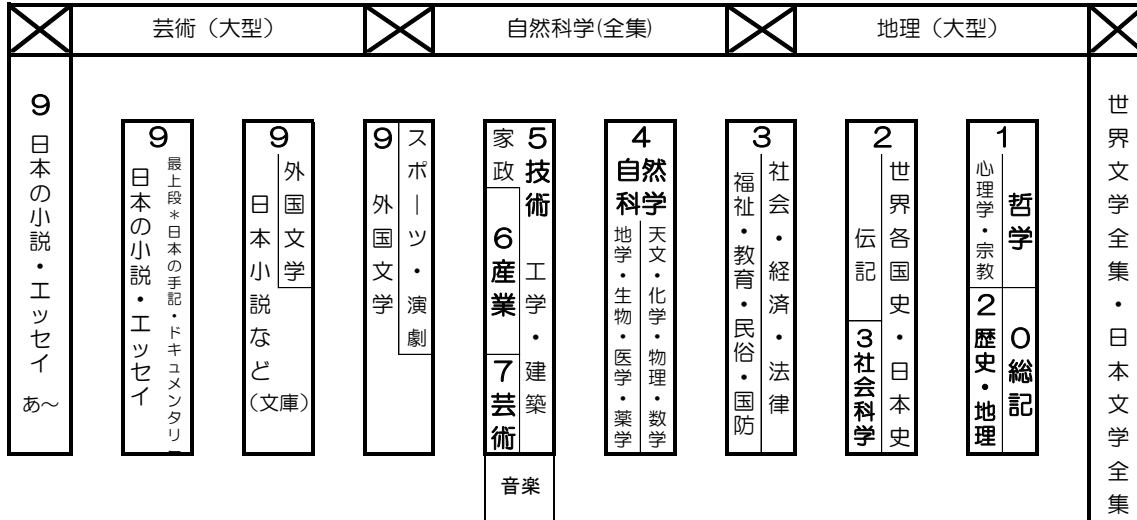 芸術（大型）
自然科学(全集)
地理（大型）
9 日本の小説・エッセイ あ～
9
最上段＊日本の手記・ドキュメンタリー
日本の小説・エッセイ
9
外国文学
日本小説など（文庫）
9 外国文学
スポーツ・演劇
5技術 工学・建築
家政
6産業
7芸術
音楽
4
自然科学
天文・化学・物理・数学
地学・生物・医学・薬学
3
社会・経済・法律
福祉・教育・民俗・国防
2
世界各国史・日本史
伝記
3社会科学
1
哲学
心理学・宗教
0総記
2歴史・地理
世界文学全集・日本文学全集